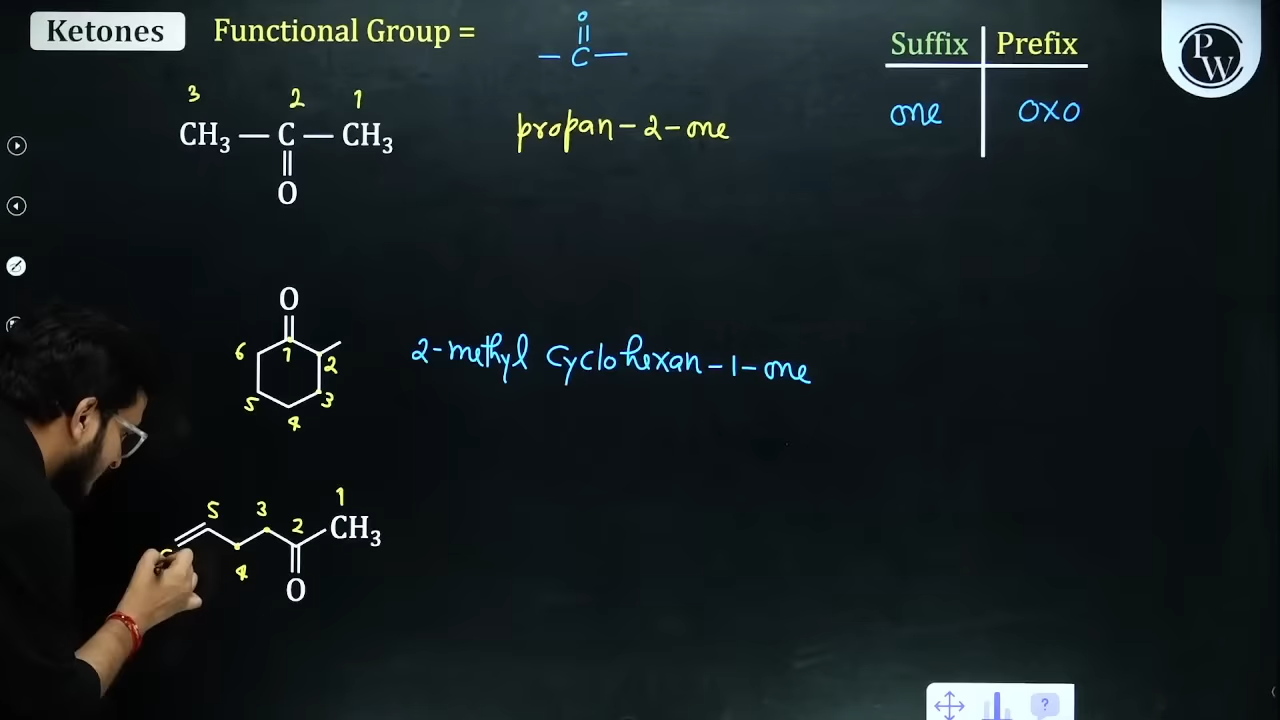 Ketones Functional Group =
O
||
— C —
Suffix | Prefix
one | oxo
PW
3 2 1
CH₃ — C — CH₃
||
O
propan-2-one
O
1 2 3 4 5 6
2-methyl cyclohexan-1-one
5 3 2 1
CH₃
4
O
?